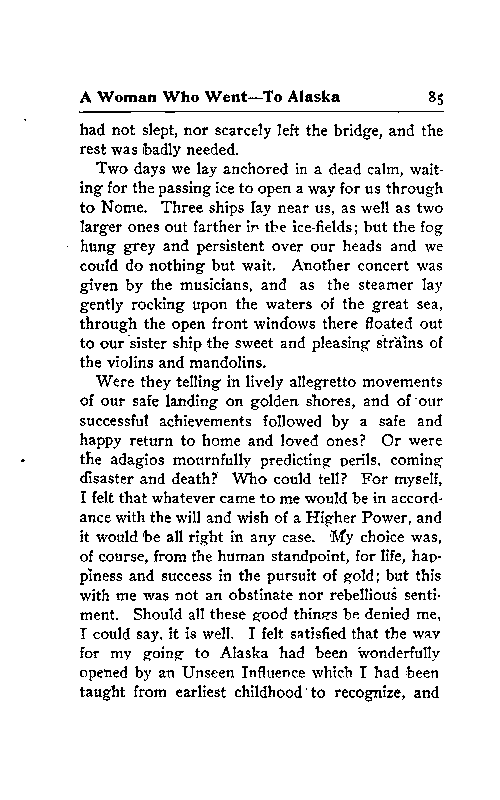 A Woman Who Went—To Alaska 85
had not slept, nor scarcely left the bridge, and the
rest was badly needed.
Two days we lay anchored in a dead calm, wait-
ing for the passing ice to open a way for us through
to Nome. Three ships lay near us, as well as two
larger ones out farther in the ice-fields; but the fog
hung grey and persistent over our heads and we
could do nothing but wait. Another concert was
given by the musicians, and as the steamer lay
gently rocking upon the waters of the great sea,
through the open front windows there floated out
to our sister ship the sweet and pleasing strains of
the violins and mandolins.
Were they telling in lively allegretto movements
of our safe landing on golden shores, and of our
successful achievements followed by a safe and
happy return to home and loved ones? Or were
the adagios mournfully predicting perils, coming
disaster and death? Who could tell? For myself,
I felt that whatever came to me would be in accord-
ance with the will and wish of a Higher Power, and
it would be all right in any case. My choice was,
of course, from the human standpoint, for life, hap-
piness and success in the pursuit of gold; but this
with me was not an obstinate nor rebellious senti-
ment. Should all these good things be denied me,
I could say, it is well. I felt satisfied that the way
for my going to Alaska had been wonderfully
opened by an Unseen Influence which I had been
taught from earliest childhood to recognize, and